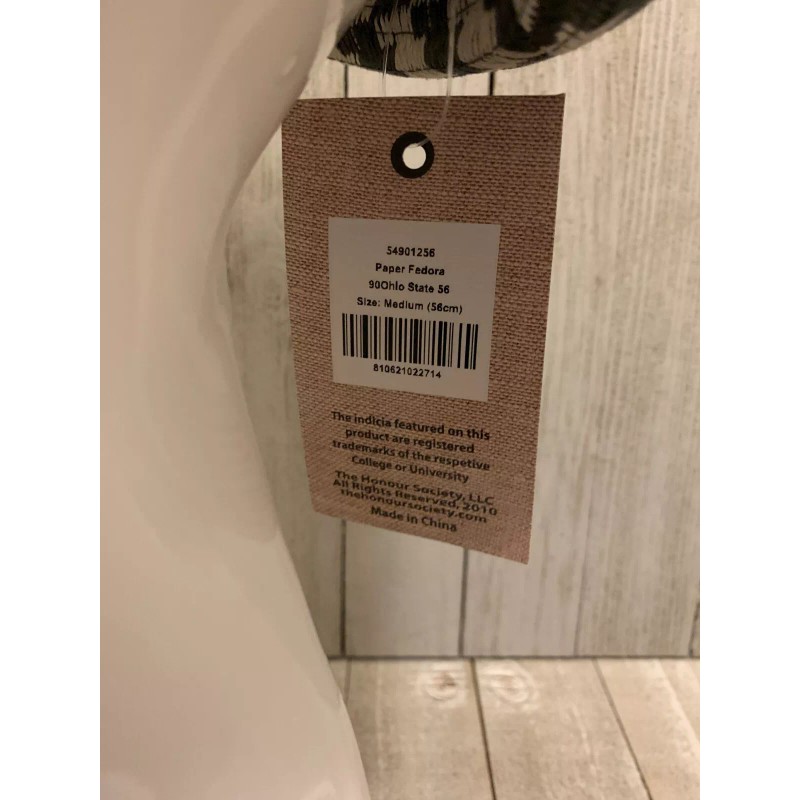 54901256
Paper Fedora
90Ohio State 56
Size: Medium (56cm)
810621022714
The indicia featured on this
product are registered
trademarks of the respetive
College or University
The Honour Society, LLC
All Rights Reserved, 2010
thehonoursociety.com
Made in China